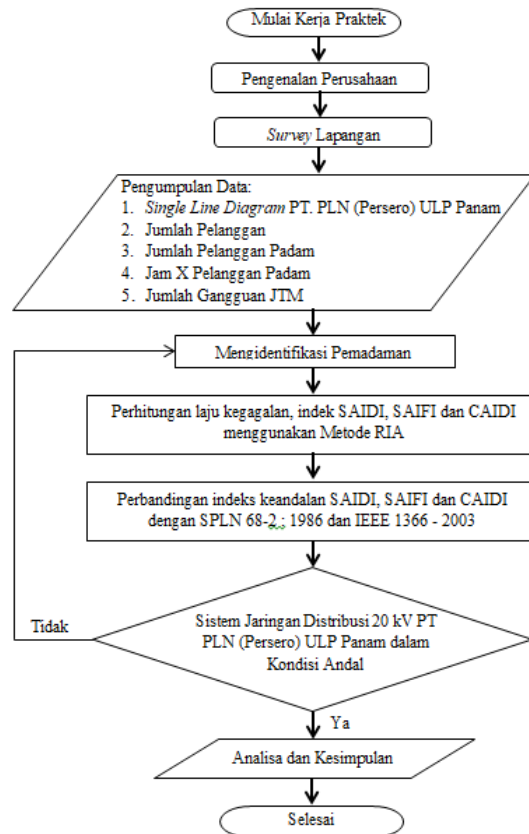 Mulai Kerja Praktek
Pengenalan Perusahaan
Survey Lapangan
Pengumpulan Data:
1. Single Line Diagram PT. PLN (Persero) ULP Panam
2. Jumlah Pelanggan
3. Jumlah Pelanggan Padam
4. Jam X Pelanggan Padam
5. Jumlah Gangguan JTM
Mengidentifikasi Pemadaman
Perhitungan laju kegagalan, indek SAIDI, SAIFI dan CAIDI
menggunakan Metode RIA
Perbandingan indeks keandalan SAIDI, SAIFI dan CAIDI
dengan SPLN 68-2 : 1986 dan IEEE 1366 - 2003
Sistem Jaringan Distribusi 20 kV PT
PLN (Persero) ULP Panam dalam
Kondisi Andal
Tidak
Ya
Analisa dan Kesimpulan
Selesai